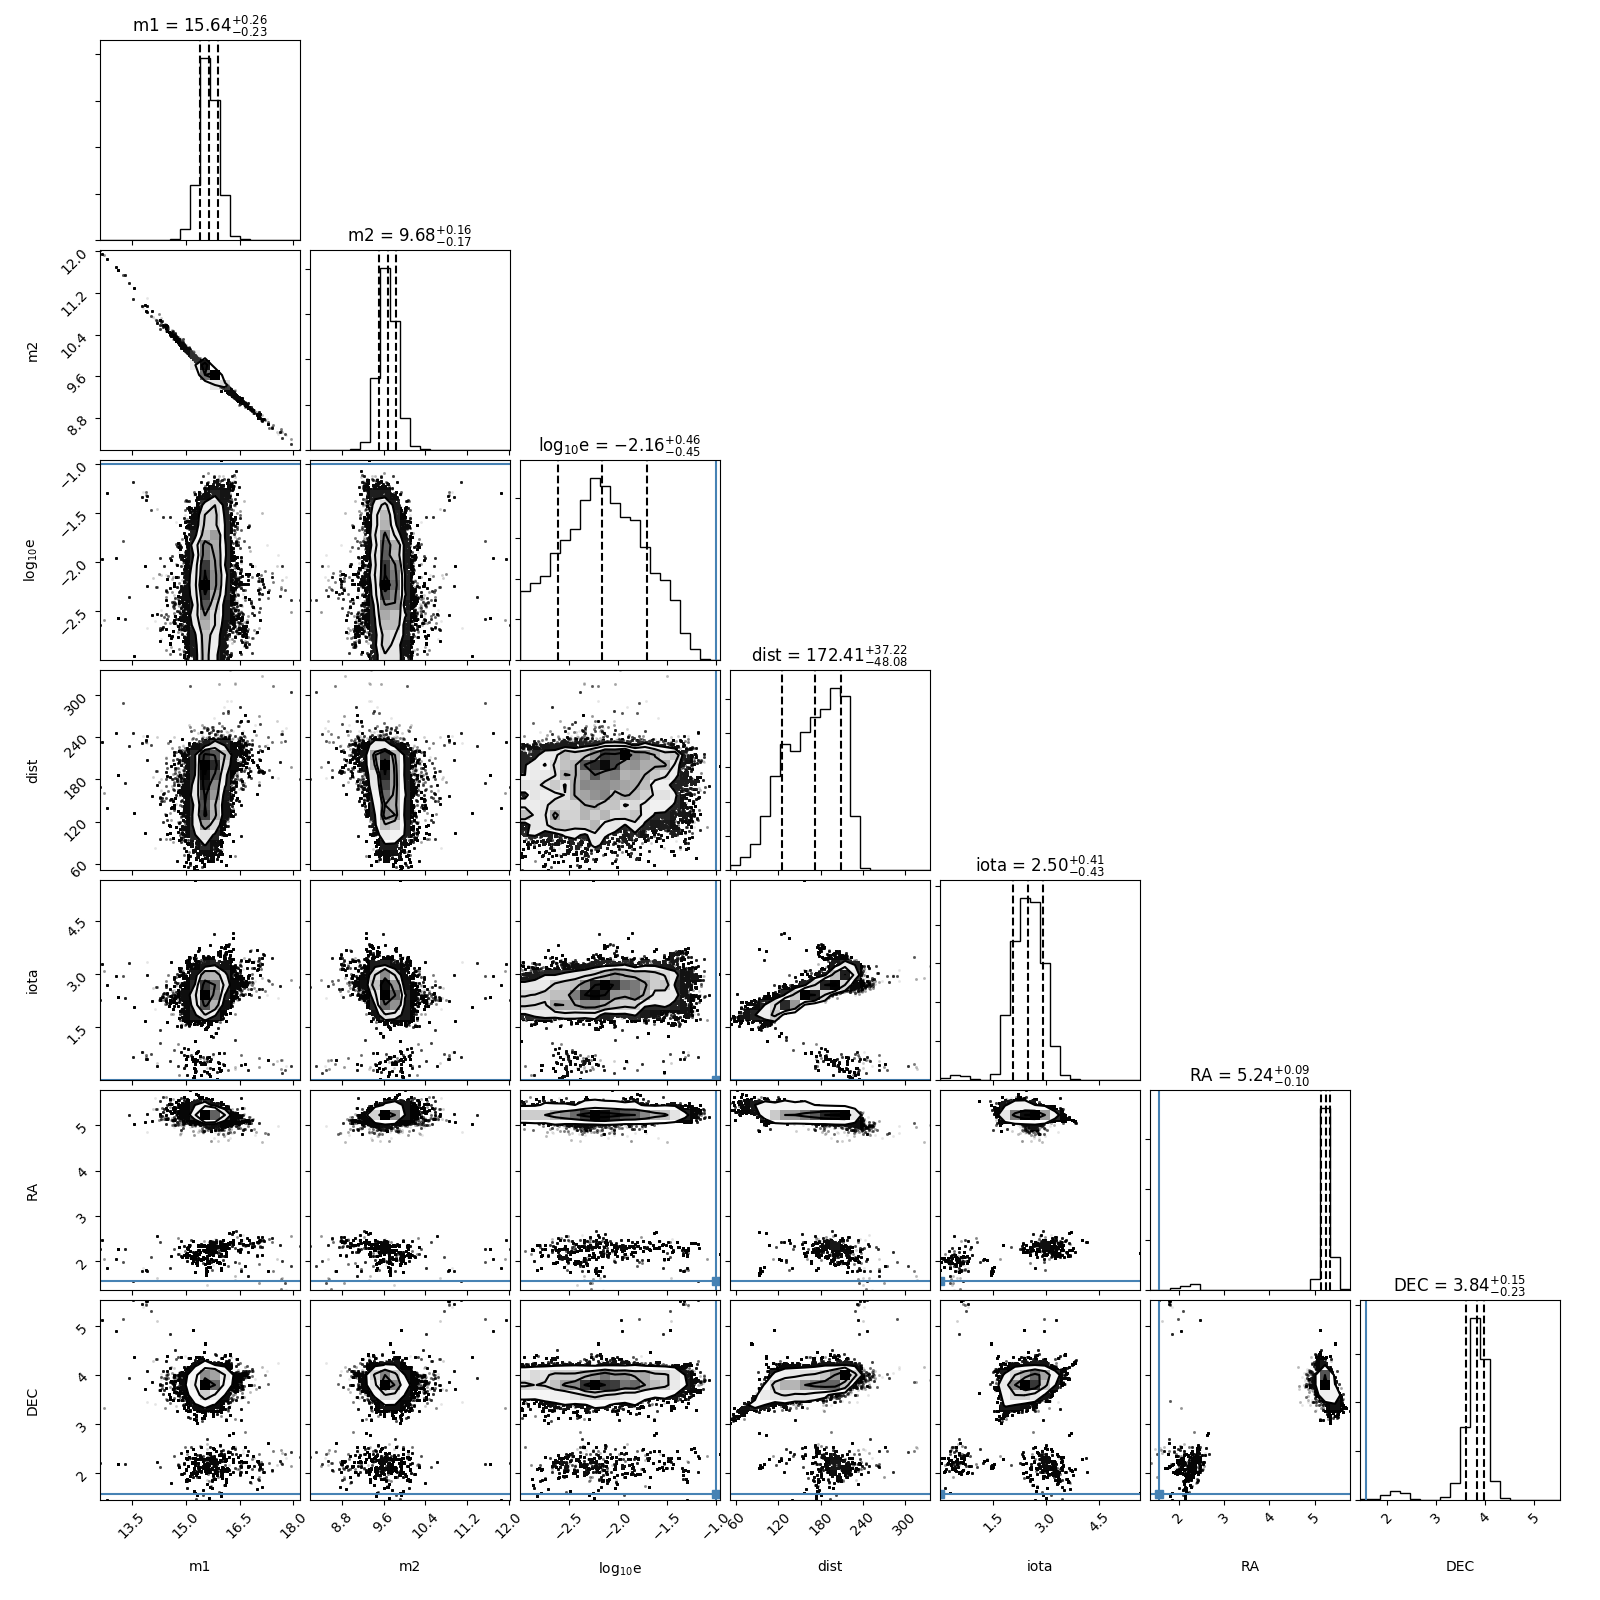 m1 = 15.64+0.26−0.23
m2 = 9.68+0.16−0.17
12.0
11.2
10.4
9.6
8.8
m2
log10e = −2.16+0.46−0.45
−1.0
−1.5
−2.0
−2.5
log10e
dist = 172.41+37.22−48.08
300
240
180
120
60
dist
iota = 2.50+0.41−0.43
4.5
3.0
1.5
iota
RA = 5.24+0.09−0.10
5
4
3
2
RA
DEC = 3.84+0.15−0.23
5
4
3
2
DEC
13.5 15.0 16.5 18.0 8.8 9.6 10.4 11.2 12.0 −2.5 −2.0 −1.5 −1.0 60 120 180 240 300 1.5 3.0 4.5 2 3 4 5 2 3 4 5
m1 m2 log10e dist iota RA DEC